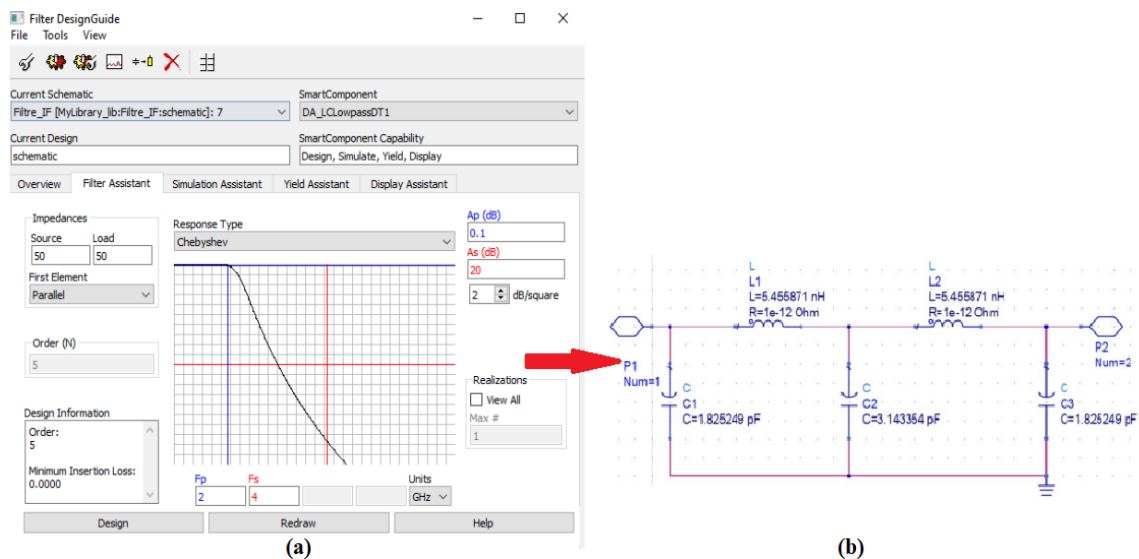 Filter DesignGuide
File Tools View
Current Schematic
Filtre_IF [MyLibrary_lib:Filtre_IF:schematic]: 7
SmartComponent
DA_LCLowpassDT1
Current Design
schematic
SmartComponent Capability
Design, Simulate, Yield, Display
Overview Filter Assistant Simulation Assistant Yield Assistant Display Assistant
Impedances
Source Load
50 50
First Element
Parallel
Order (N)
5
Design Information
Order:
5
Minimum Insertion Loss:
0.0000
Response Type
Chebyshev
Ap (dB)
0.1
As (dB)
20
2 dB/square
Realizations
View All
Max #
1
Fp Fs Units
2 4 GHz
Design Redraw Help
(a)
L
L1
L=5.455871 nH
R=1e-12 Ohm
L
L2
L=5.455871 nH
R=1e-12 Ohm
P1
Num=1
P2
Num=2
C
C1
C=1.825249 pF
C
C2
C=3.143354 pF
C
C3
C=1.825249 pF
(b)